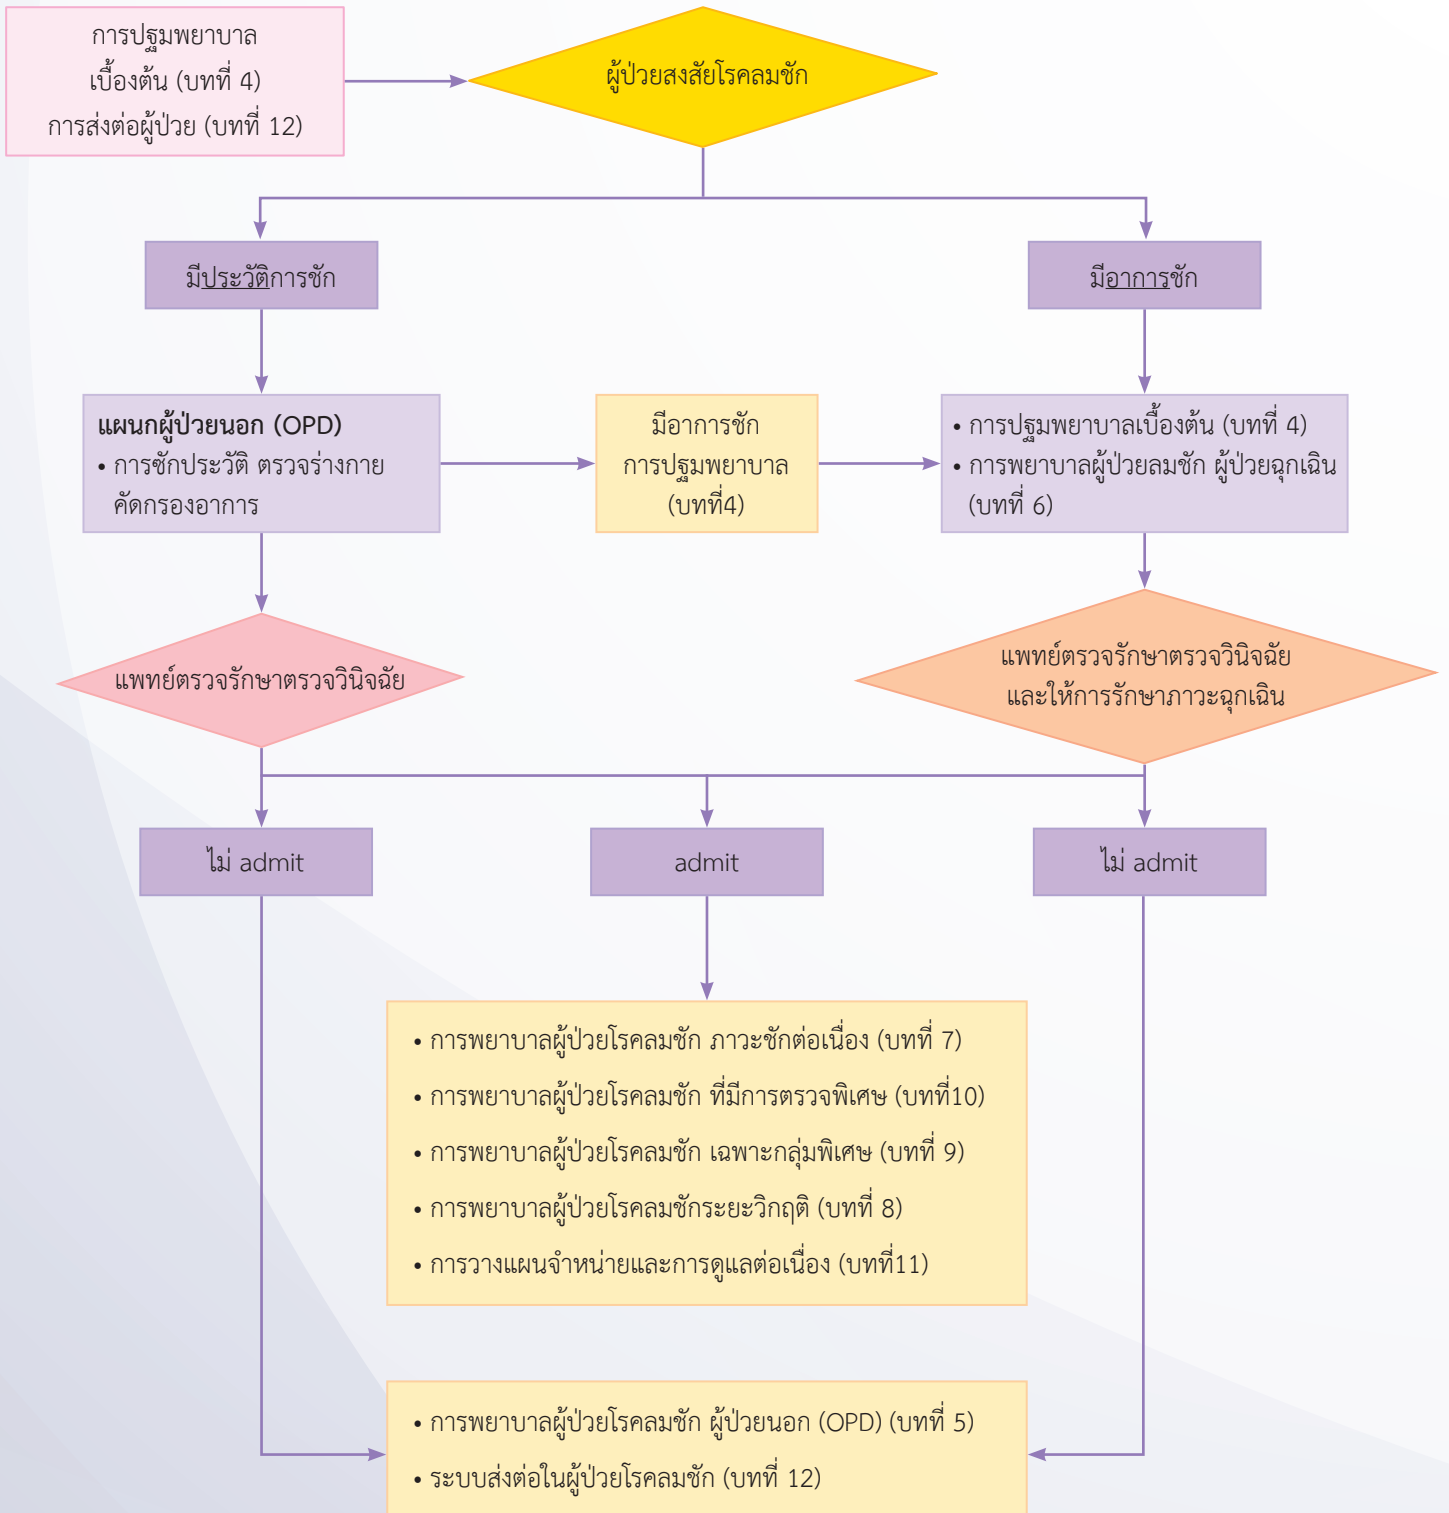 การปฐมพยาบาล
เบื้องต้น (บทที่ 4)
การส่งต่อผู้ป่วย (บทที่ 12)
ผู้ป่วยสงสัยโรคลมชัก
มีประวัติการชัก
มีอาการชัก
แผนกผู้ป่วยนอก (OPD)
• การซักประวัติ ตรวจร่างกาย
คัดกรองอาการ
มีอาการชัก
การปฐมพยาบาล
(บทที่4)
• การปฐมพยาบาลเบื้องต้น (บทที่ 4)
• การพยาบาลผู้ป่วยลมชัก ผู้ป่วยฉุกเฉิน
(บทที่ 6)
แพทย์ตรวจรักษาตรวจวินิจฉัย
แพทย์ตรวจรักษาตรวจวินิจฉัย
และให้การรักษาภาวะฉุกเฉิน
ไม่ admit
admit
ไม่ admit
• การพยาบาลผู้ป่วยโรคลมชัก ภาวะชักต่อเนื่อง (บทที่ 7)
• การพยาบาลผู้ป่วยโรคลมชัก ที่มีการตรวจพิเศษ (บทที่10)
• การพยาบาลผู้ป่วยโรคลมชัก เฉพาะกลุ่มพิเศษ (บทที่ 9)
• การพยาบาลผู้ป่วยโรคลมชักระยะวิกฤติ (บทที่ 8)
• การวางแผนจำหน่ายและการดูแลต่อเนื่อง (บทที่11)
• การพยาบาลผู้ป่วยโรคลมชัก ผู้ป่วยนอก (OPD) (บทที่ 5)
• ระบบส่งต่อในผู้ป่วยโรคลมชัก (บทที่ 12)